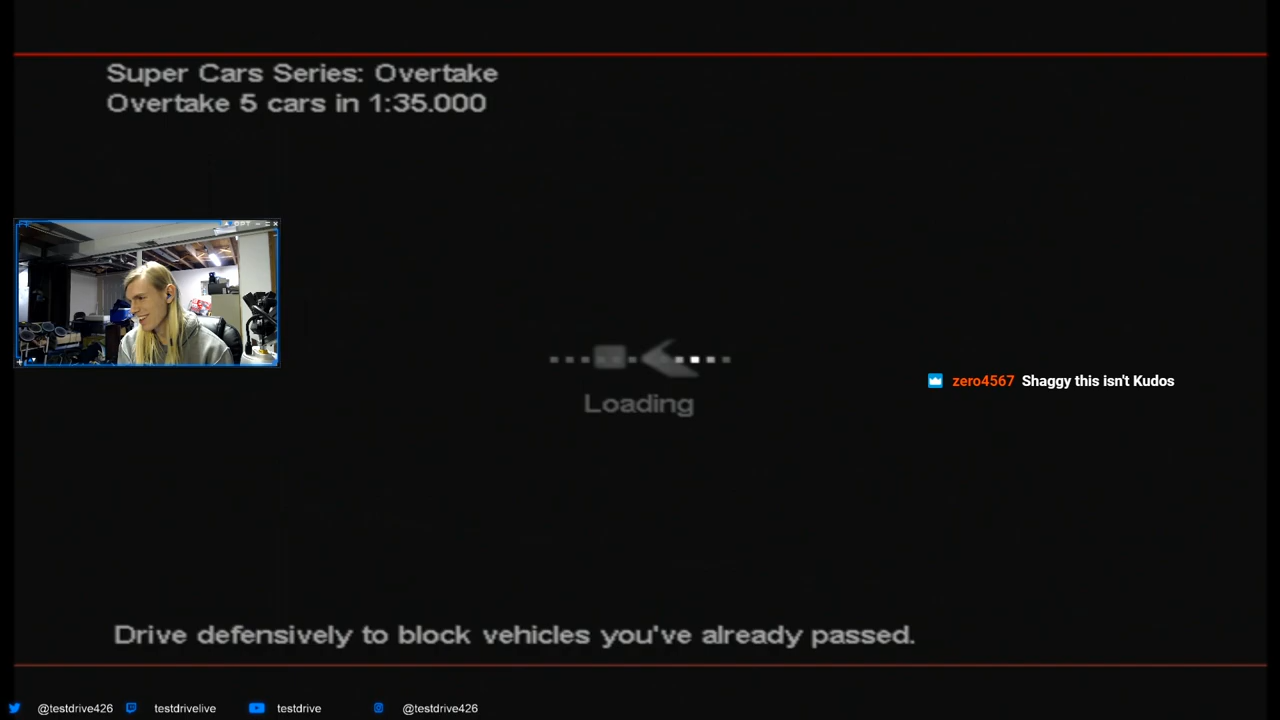 Super Cars Series: Overtake
Overtake 5 cars in 1:35.000
zero4567 Shaggy this isn't Kudos
Loading
Drive defensively to block vehicles you've already passed.
@testdrive426 testdrivelive testdrive @testdrive426